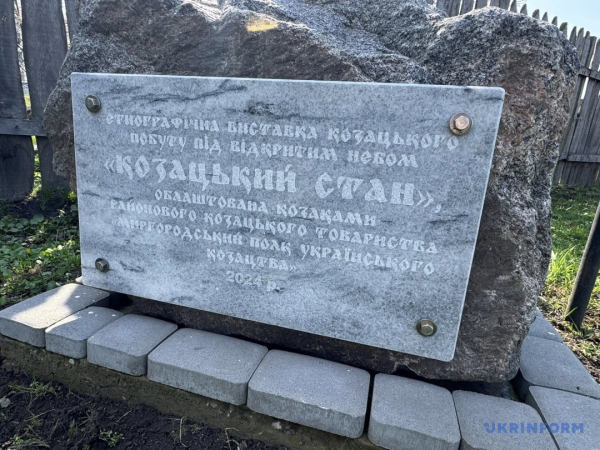 етнографічна виставка козацького
побуту під відкритим небом
«КОЗАЦЬКИЙ СТАН»,
облаштована козаками
районового козацького товариства
миргородський полк українського
козацтва»
2024 р.
UKRINFORM